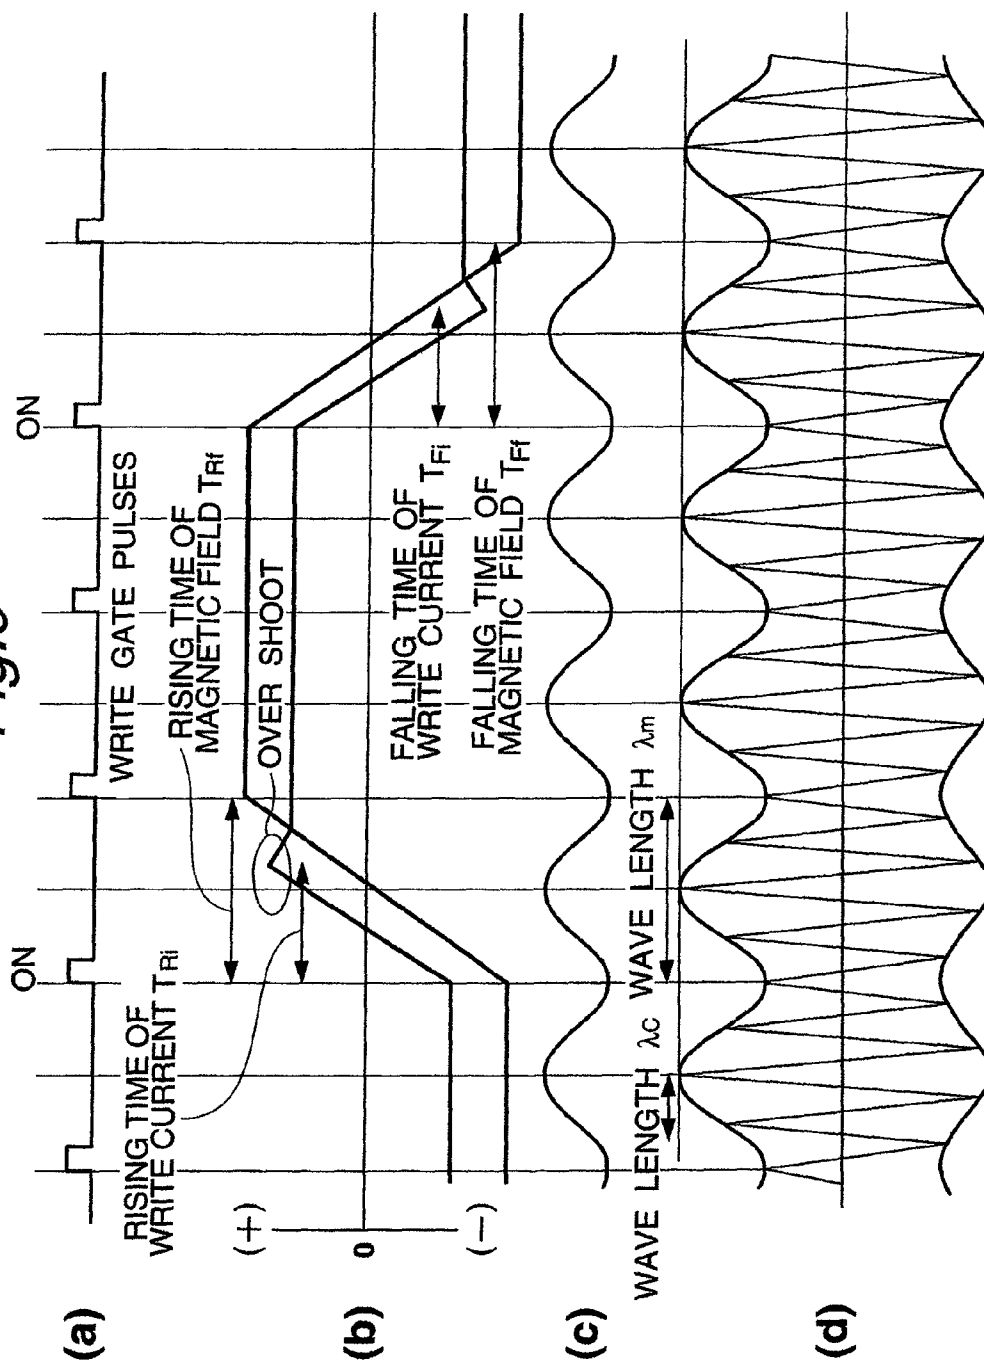 (a)
ON
ON
WRITE GATE PULSES
RISING TIME OF
WRITE CURRENT TRi
RISING TIME OF
MAGNETIC FIELD TRf
OVER SHOOT
(b)
(+)
0
(−)
FALLING TIME OF
WRITE CURRENT TFi
FALLING TIME OF
MAGNETIC FIELD TFf
(c)
WAVE LENGTH λc
WAVE LENGTH λm
(d)